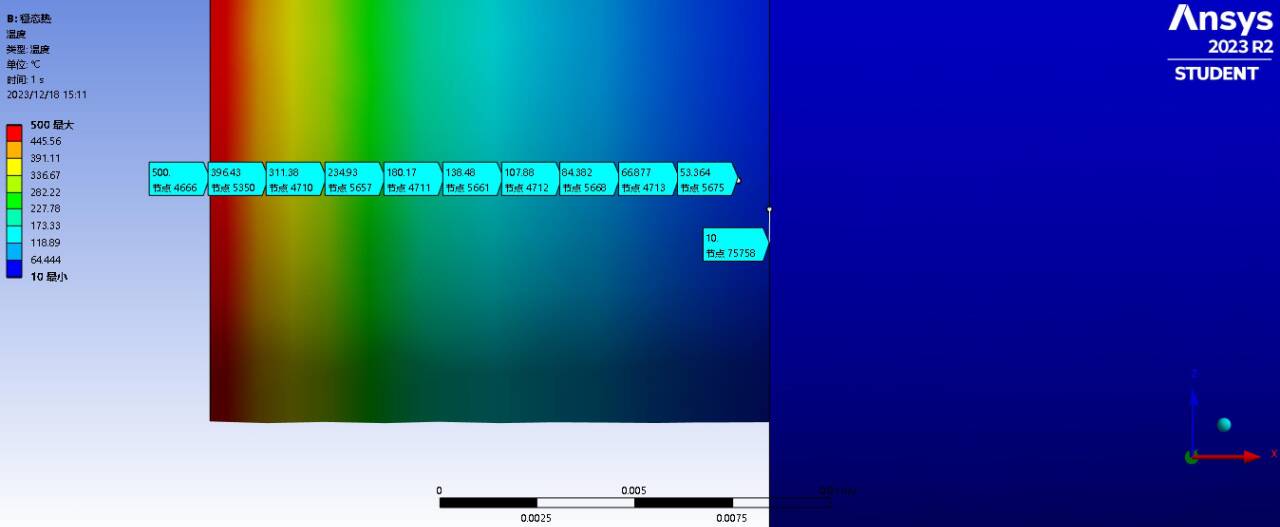 B: 稳态热
温度
类型: 温度
单位: ℃
时间: 1 s
2023/12/18 15:11
500 最大
445.56
391.11
336.67
282.22
227.78
173.33
118.89
64.444
10 最小
Ansys
2023 R2
STUDENT
500.
节点 4666
396.43
节点 5350
311.38
节点 4710
234.93
节点 5657
180.17
节点 4711
138.48
节点 5661
107.88
节点 4712
84.382
节点 5668
66.877
节点 4713
53.364
节点 5675
10.
节点 75758
0
0.005
0.0025
0.0075
Z
X